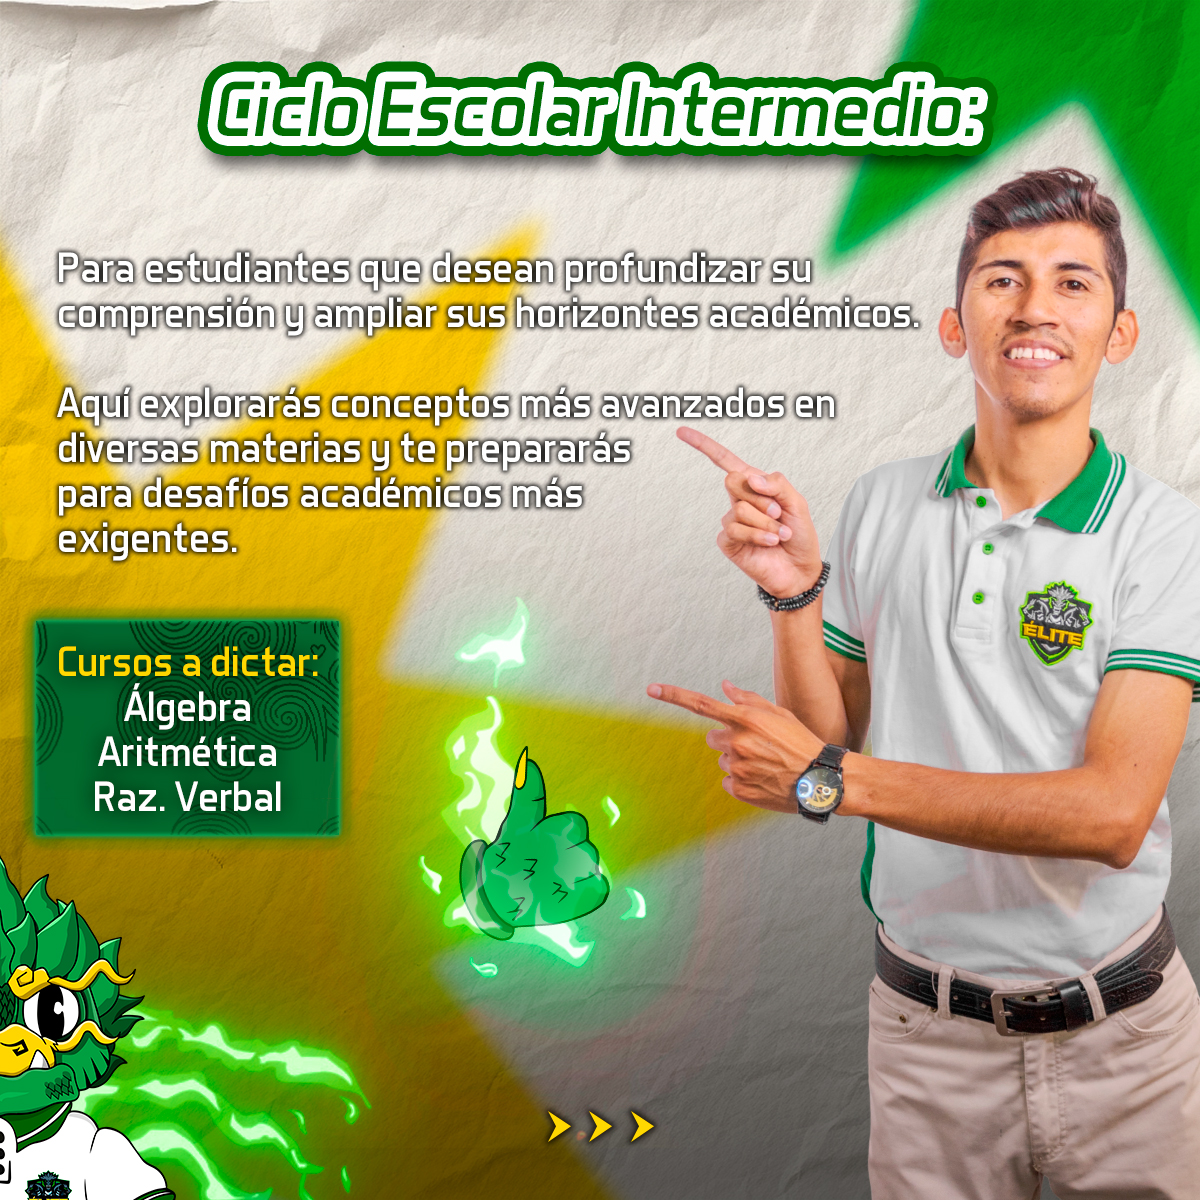 Ciclo Escolar Intermedio:
Para estudiantes que desean profundizar su
comprensión y ampliar sus horizontes académicos.
Aquí explorarás conceptos más avanzados en
diversas materias y te prepararás
para desafíos académicos más
exigentes.
ÉLITE
Cursos a dictar:
Álgebra
Aritmética
Raz. Verbal